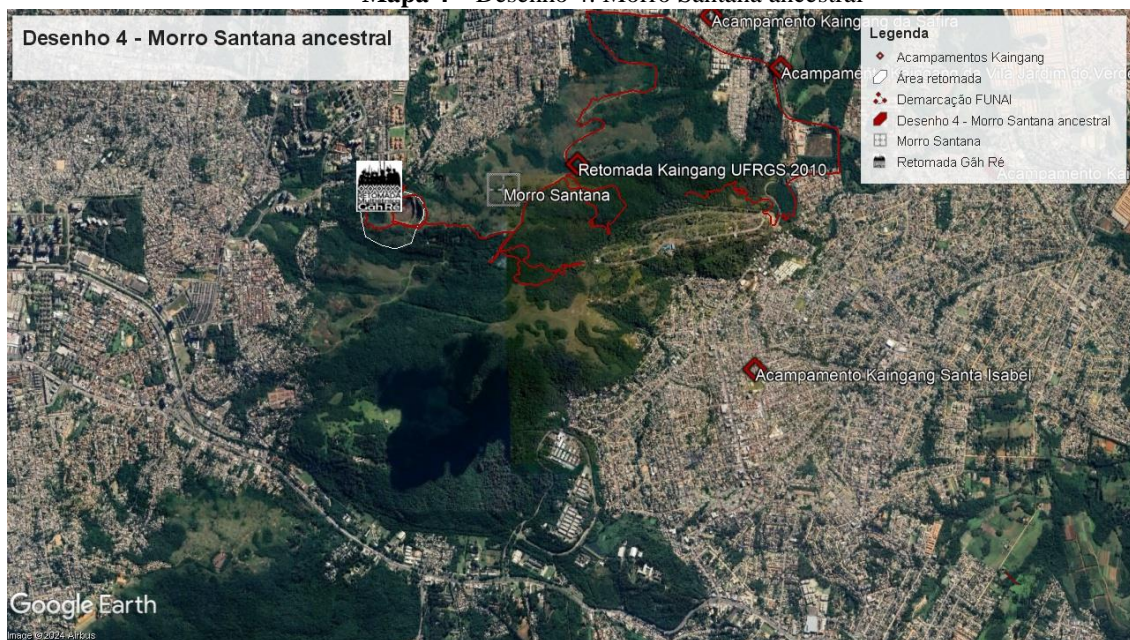 Mapa 4 – Desenho 4: Morro Santana ancestral
Desenho 4 - Morro Santana ancestral
Acampamento Kaingang da Safira
Legenda
Acampamentos Kaingang
Área retomada
Demarcação FUNAI
Desenho 4 - Morro Santana ancestral
Morro Santana
Retomada Gãh Ré
Vila Jardim do Verde
Acampamento Kai
Retomada Kaingang UFRGS 2010
Gãh Ré
Morro Santana
Acampamento Kaingang Santa Isabel
Google Earth
Image © 2024 Airbus